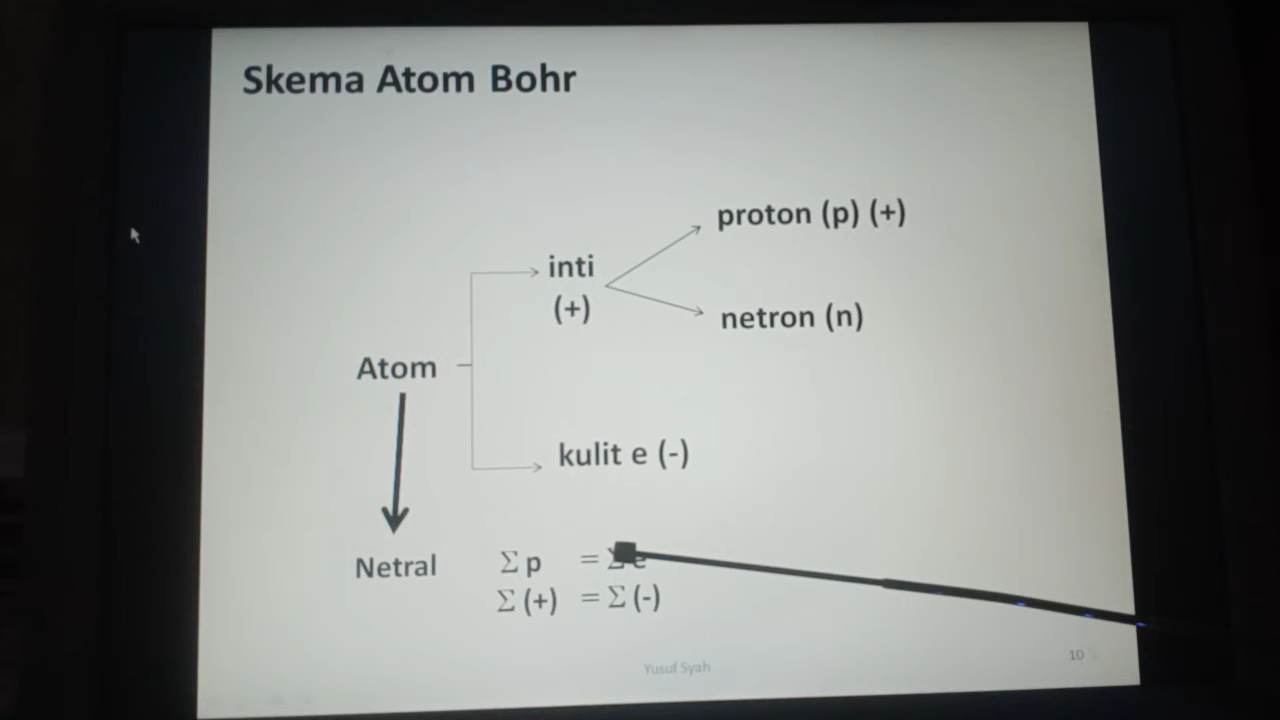 Skema Atom Bohr
proton (p) (+)
inti
(+)
netron (n)
Atom
kulit e (-)
Netral
Σ p = Σ e
Σ (+) = Σ (-)
Yusuf Syah
10